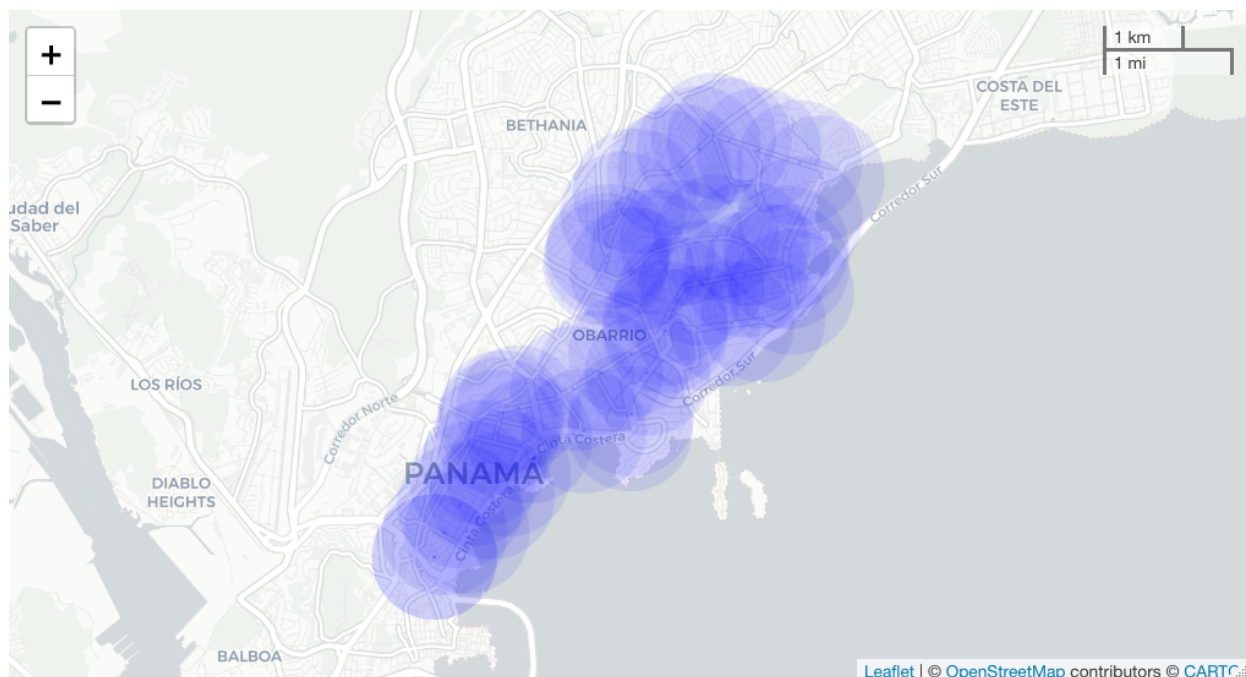 +
−
1 km
1 mi
COSTA DEL
ESTE
BETHANIA
Corredor Sur
udad del
Saber
OBARRIO
LOS RÍOS
Corredor Norte
Corredor Sur
Cinta Costera
PANAMÁ
DIABLO
HEIGHTS
Cinta Costera
BALBOA
Leaflet | © OpenStreetMap contributors © CARTO